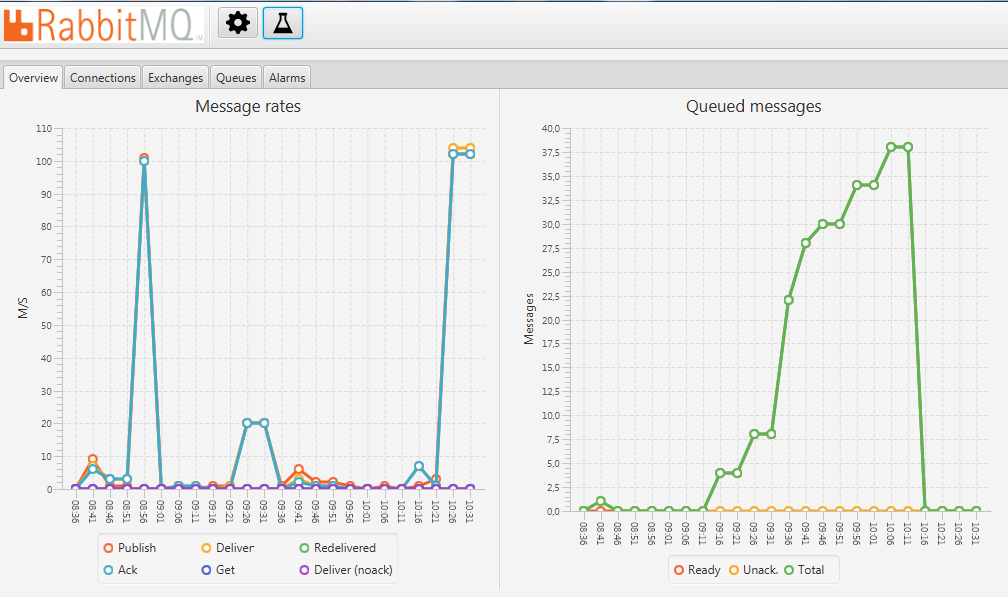 RabbitMQ™
Overview Connections Exchanges Queues Alarms
Message rates
110
100
90
80
70
60
50
40
30
20
10
0
M/S
08:36 08:41 08:46 08:51 08:56 09:01 09:06 09:11 09:16 09:21 09:26 09:31 09:36 09:41 09:46 09:51 09:56 10:01 10:06 10:11 10:16 10:21 10:26 10:31
Publish Deliver Redelivered
Ack Get Deliver (noack)
Queued messages
40,0
37,5
35,0
32,5
30,0
27,5
25,0
22,5
20,0
17,5
15,0
12,5
10,0
7,5
5,0
2,5
0,0
Messages
08:36 08:41 08:46 08:51 08:56 09:01 09:06 09:11 09:16 09:21 09:26 09:31 09:36 09:41 09:46 09:51 09:56 10:01 10:06 10:11 10:16 10:21 10:26 10:31
Ready Unack. Total